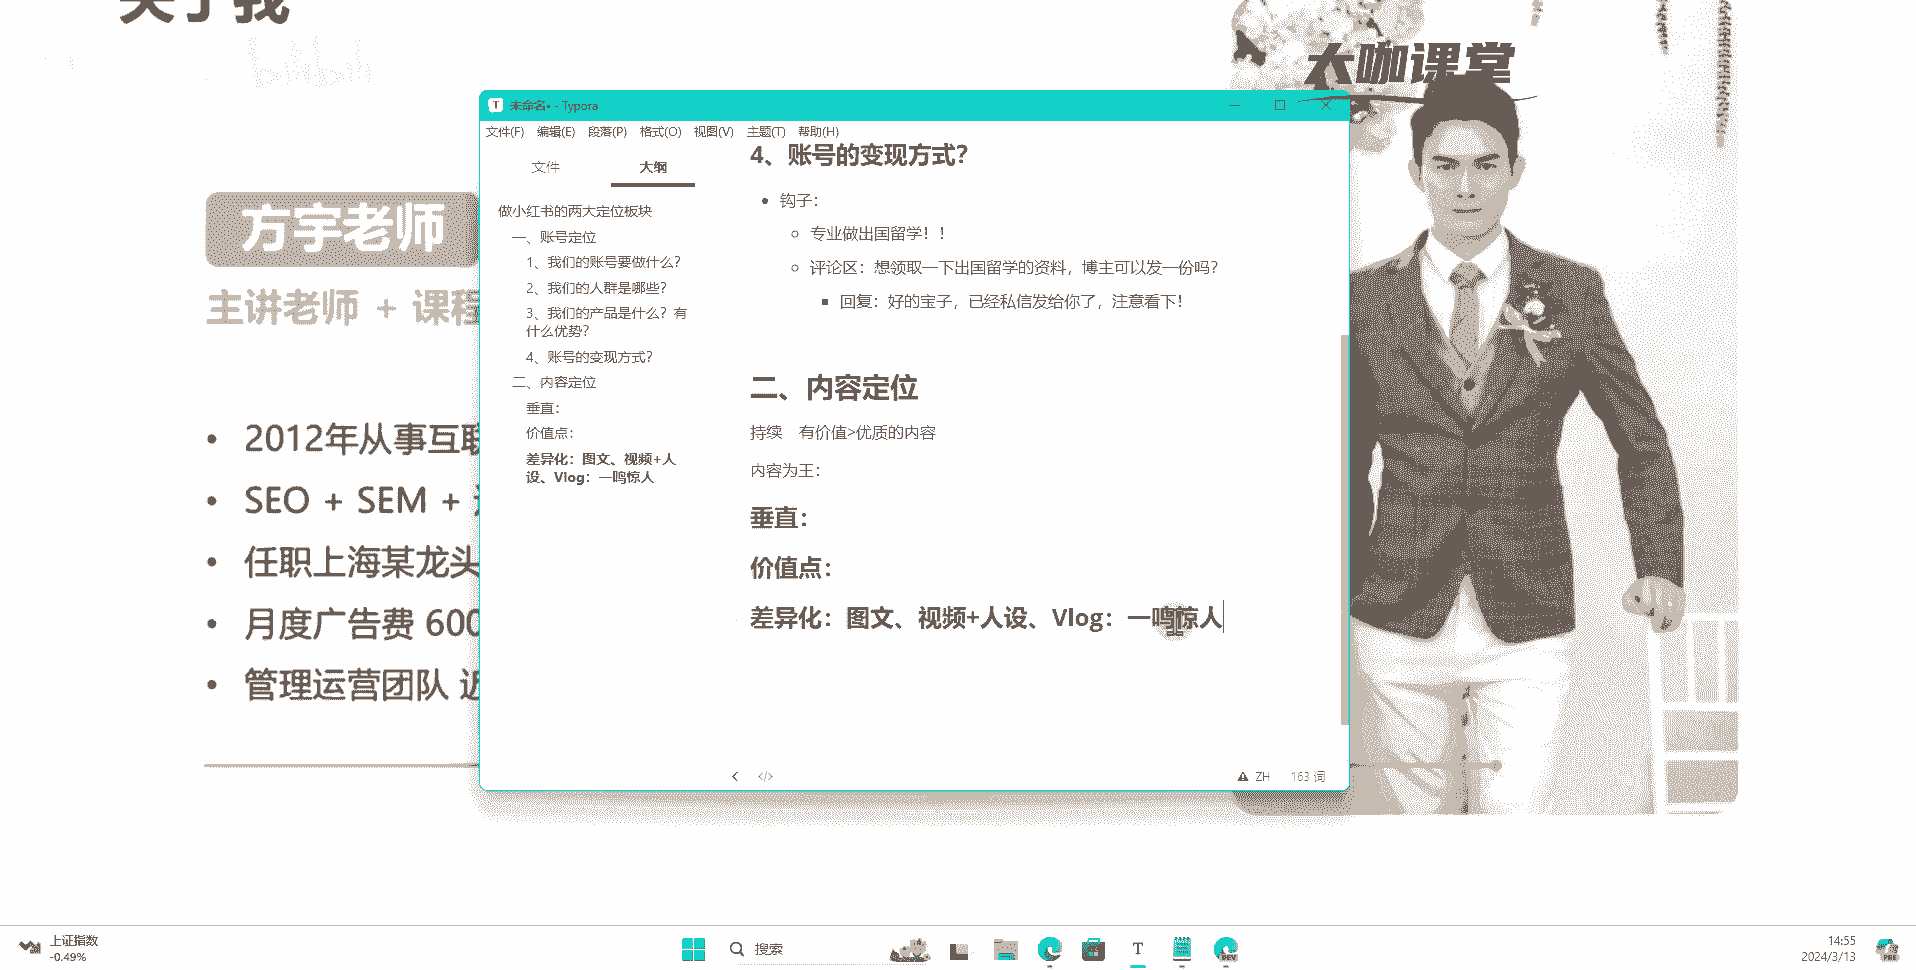 关于我
bilibili
大咖课堂
方宇老师
主讲老师 + 课程
2012年从事互联
SEO + SEM +
任职上海某龙头
月度广告费 600
管理运营团队 近
未命名• - Typora
文件(F) 编辑(E) 段落(P) 格式(O) 视图(V) 主题(T) 帮助(H)
文件 大纲
做小红书的两大定位板块
一、账号定位
1、我们的账号要做什么？
2、我们的人群是哪些？
3、我们的产品是什么？有
什么优势？
4、账号的变现方式？
二、内容定位
垂直：
价值点：
差异化：图文、视频+人
设、Vlog：一鸣惊人
4、账号的变现方式？
钩子：
专业做出国留学！！
评论区：想领取一下出国留学的资料，博主可以发一份吗？
回复：好的宝子，已经私信发给你了，注意看下！
二、内容定位
持续 有价值>优质的内容
内容为王：
垂直：
价值点：
差异化：图文、视频+人设、Vlog：一鸣惊人
ZH 163 词
上证指数
-0.49%
搜索
T
DEV
14:55
2024/3/13
PRE